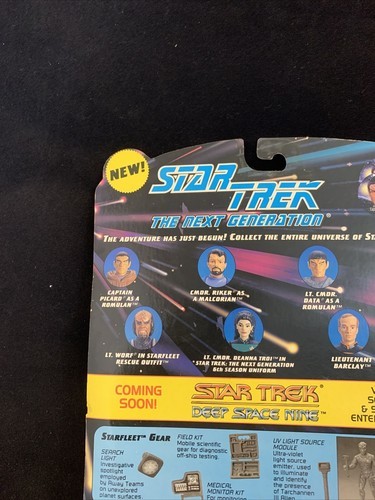 NEW!
STAR TREK
THE NEXT GENERATION®
THE ADVENTURE HAS JUST BEGUN! COLLECT THE ENTIRE UNIVERSE OF
CAPTAIN
PICARD™ AS A
ROMULAN™
CMDR. RIKER™ AS
A MALCORIAN™
LT. CMDR.
DATA™ AS A
ROMULAN™
LT. WORF™ IN STARFLEET
RESCUE OUTFIT™
LT. CMDR. DEANNA TROI™ IN
"STAR TREK: THE NEXT GENERATION"
6th SEASON UNIFORM
LIEUTENANT
BARCLAY™
COMING
SOON!
STAR TREK®
DEEP SPACE NINE™
STARFLEET™ GEAR
SEARCH
LIGHT
Investigative
spotlight
employed
by Away Teams
on unexplored
planet surfaces.
FIELD KIT
Mobile scientific
gear for diagnostic
off-ship testing.
MEDICAL
MONITOR KIT
For monitoring
UV LIGHT SOURCE
MODULE
Ultra-violet
light source
emitter, used
to illuminate
and identify
the presence
of Tarchannen
III Alien